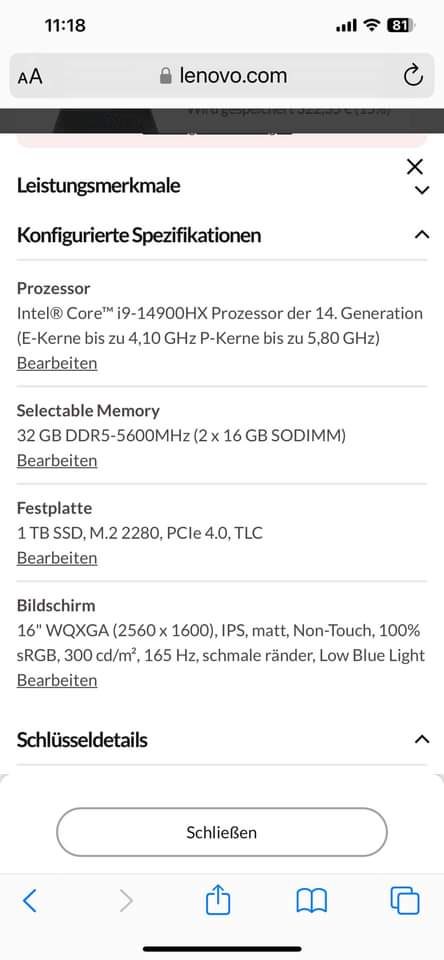 11:18
81
AA
lenovo.com
Leistungsmerkmale
Konfigurierte Spezifikationen
Prozessor
Intel® Core™ i9-14900HX Prozessor der 14. Generation
(E-Kerne bis zu 4,10 GHz P-Kerne bis zu 5,80 GHz)
Bearbeiten
Selectable Memory
32 GB DDR5-5600MHz (2 x 16 GB SODIMM)
Bearbeiten
Festplatte
1 TB SSD, M.2 2280, PCIe 4.0, TLC
Bearbeiten
Bildschirm
16" WQXGA (2560 x 1600), IPS, matt, Non-Touch, 100%
sRGB, 300 cd/m², 165 Hz, schmale ränder, Low Blue Light
Bearbeiten
Schlüsseldetails
Schließen